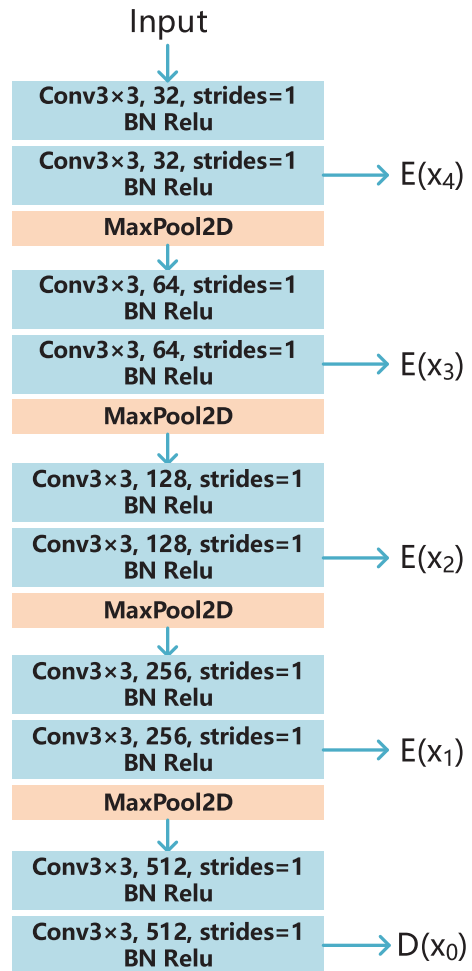 Input
Conv3×3, 32, strides=1
BN Relu
Conv3×3, 32, strides=1
BN Relu
E(x₄)
MaxPool2D
Conv3×3, 64, strides=1
BN Relu
Conv3×3, 64, strides=1
BN Relu
E(x₃)
MaxPool2D
Conv3×3, 128, strides=1
BN Relu
Conv3×3, 128, strides=1
BN Relu
E(x₂)
MaxPool2D
Conv3×3, 256, strides=1
BN Relu
Conv3×3, 256, strides=1
BN Relu
E(x₁)
MaxPool2D
Conv3×3, 512, strides=1
BN Relu
Conv3×3, 512, strides=1
BN Relu
D(x₀)